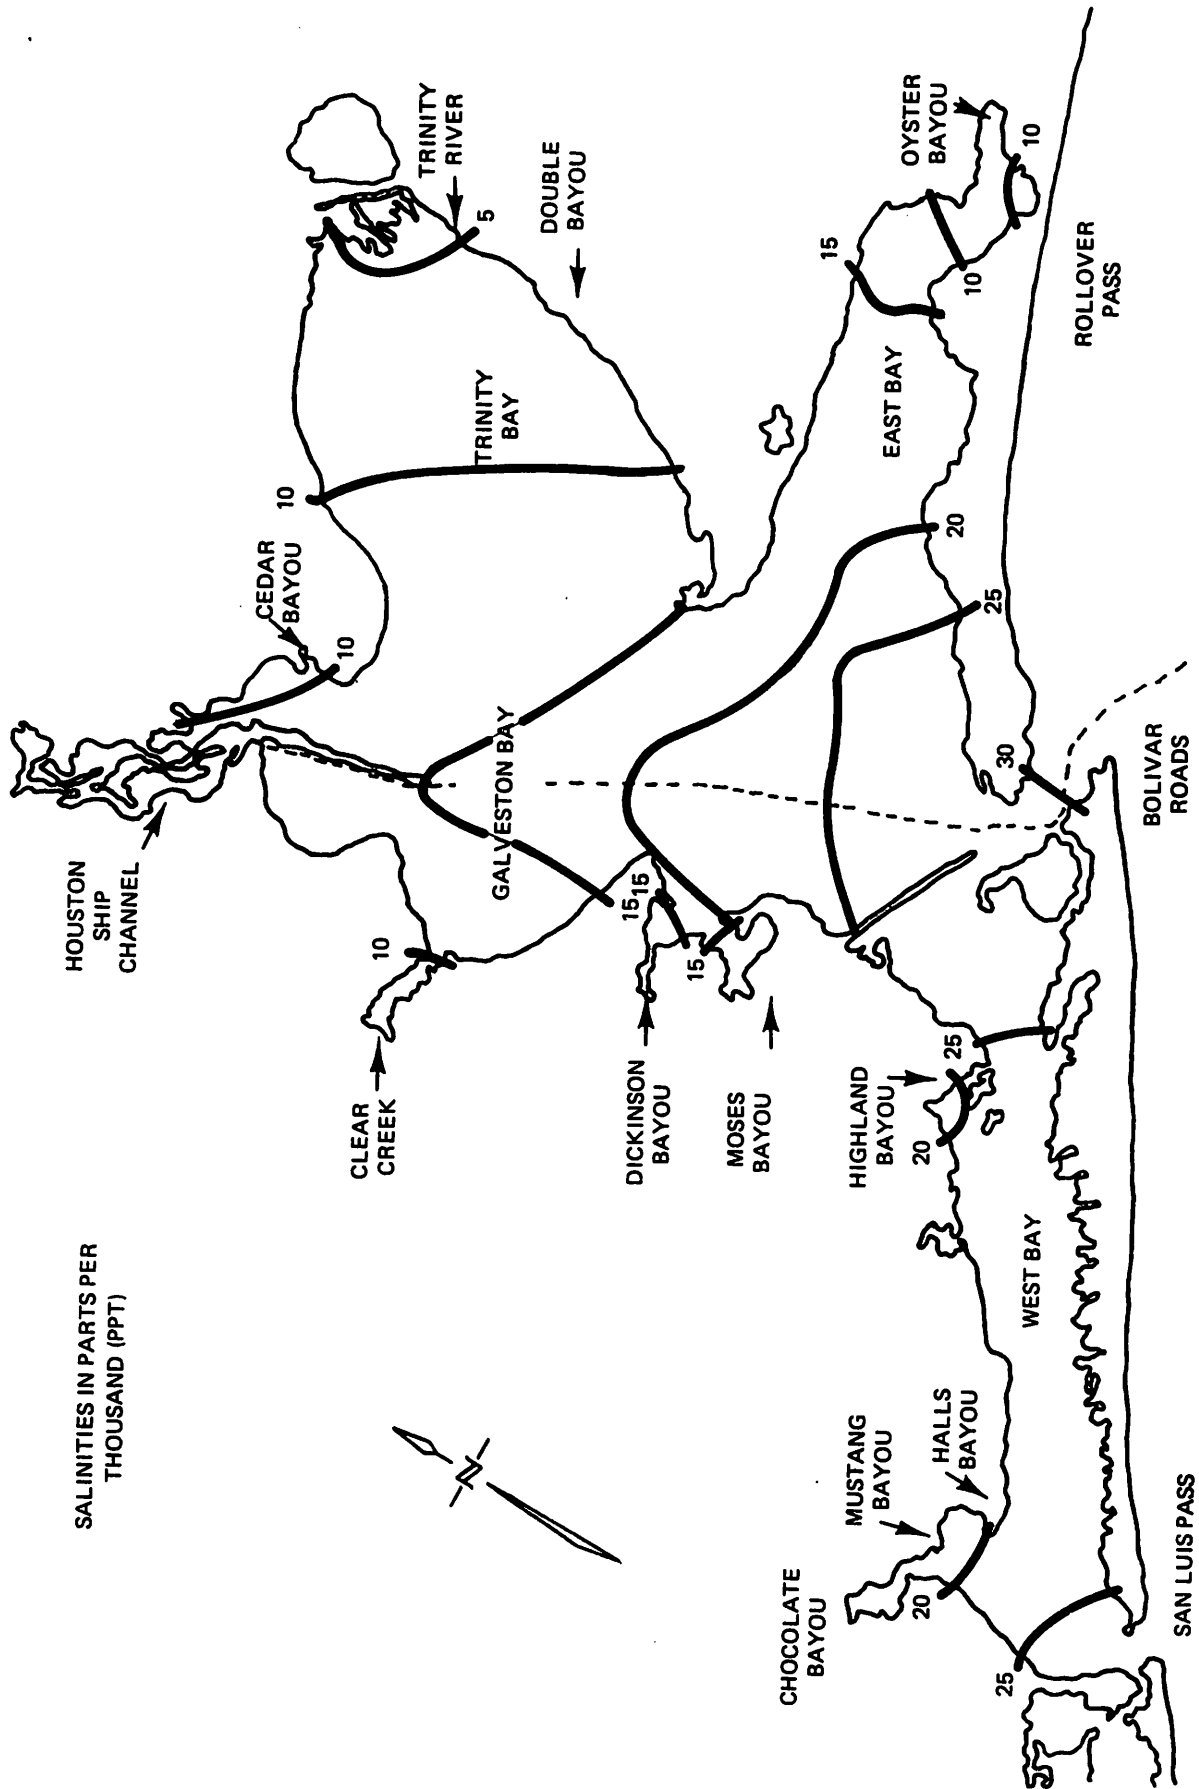 SALINITIES IN PARTS PER
THOUSAND (PPT)
HOUSTON
SHIP
CHANNEL
CEDAR
BAYOU
10
10
TRINITY
RIVER
5
DOUBLE
BAYOU
TRINITY
BAY
CLEAR
CREEK
10
GALVESTON BAY
15
15
DICKINSON
BAYOU
15
MOSES
BAYOU
15
EAST BAY
OYSTER
BAYOU
10
10
20
25
ROLLOVER
PASS
HIGHLAND
BAYOU
25
20
30
BOLIVAR
ROADS
WEST BAY
N
MUSTANG
BAYOU
HALLS
BAYOU
CHOCOLATE
BAYOU
20
25
SAN LUIS PASS